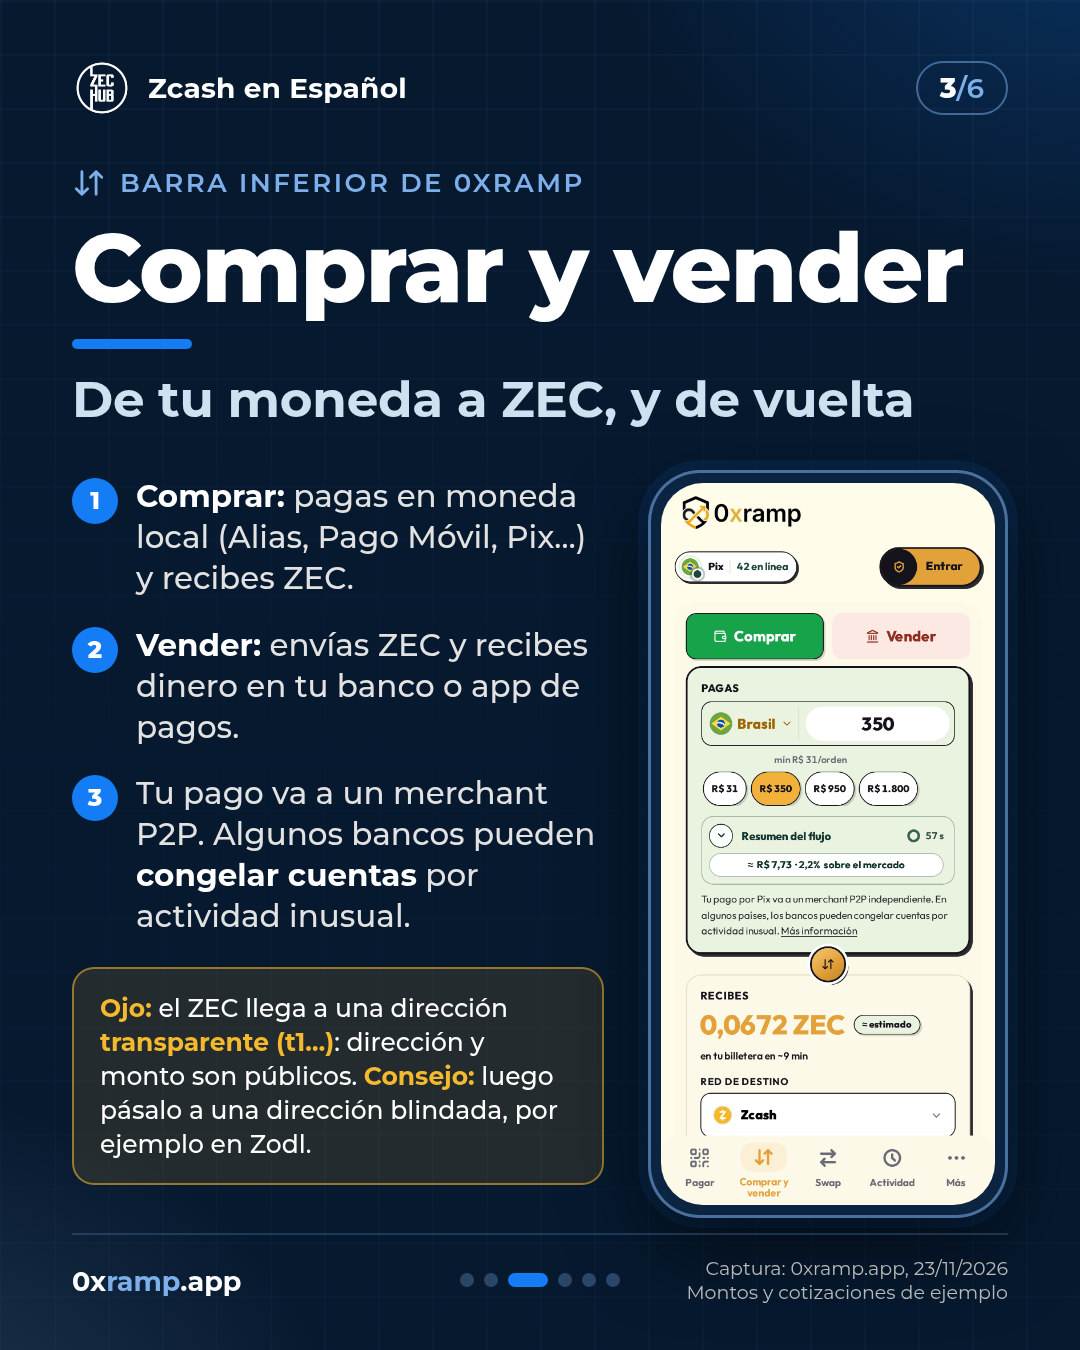 ZEC
HUB
Zcash en Español
3/6
BARRA INFERIOR DE 0XRAMP
Comprar y vender
De tu moneda a ZEC, y de vuelta
1
Comprar: pagas en moneda
local (Alias, Pago Móvil, Pix...)
y recibes ZEC.
2
Vender: envías ZEC y recibes
dinero en tu banco o app de
pagos.
3
Tu pago va a un merchant
P2P. Algunos bancos pueden
congelar cuentas por
actividad inusual.
Ojo: el ZEC llega a una dirección
transparente (t1...): dirección y
monto son públicos. Consejo: luego
pásalo a una dirección blindada, por
ejemplo en Zodl.
0xramp
Pix 42 en línea
Entrar
Comprar
Vender
PAGAS
Brasil
350
min R$ 31/orden
R$ 31 R$ 350 R$ 950 R$ 1.800
Resumen del flujo 57 s
≈ R$ 7,73 · 2,2% sobre el mercado
Tu pago por Pix va a un merchant P2P independiente. En
algunos países, los bancos pueden congelar cuentas por
actividad inusual. Más información
RECIBES
0,0672 ZEC ≈ estimado
en tu billetera en ~9 min
RED DE DESTINO
Zcash
Pagar
Comprar y
vender
Swap
Actividad
Más
0xramp.app
Captura: 0xramp.app, 23/11/2026
Montos y cotizaciones de ejemplo